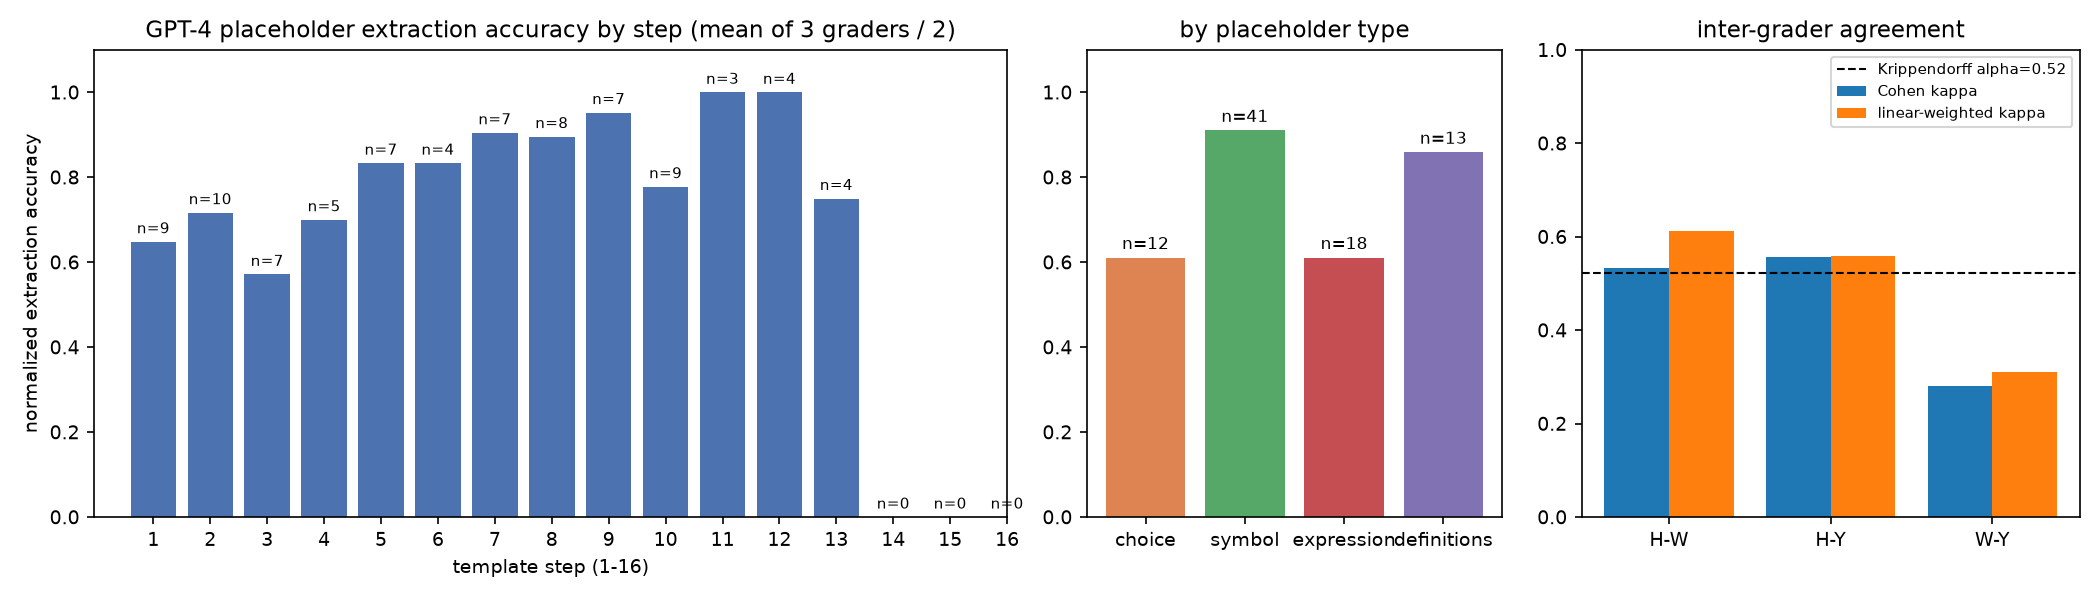 GPT-4 placeholder extraction accuracy by step (mean of 3 graders / 2)
normalized extraction accuracy
1.0
0.8
0.6
0.4
0.2
0.0
n=9
n=10
n=7
n=5
n=7
n=4
n=7
n=8
n=7
n=9
n=3
n=4
n=4
n=0
n=0
n=0
1 2 3 4 5 6 7 8 9 10 11 12 13 14 15 16
template step (1-16)
by placeholder type
1.0
0.8
0.6
0.4
0.2
0.0
n=12
n=41
n=18
n=13
choice symbol expression definitions
inter-grader agreement
1.0
0.8
0.6
0.4
0.2
0.0
Krippendorff alpha=0.52
Cohen kappa
linear-weighted kappa
H-W H-Y W-Y